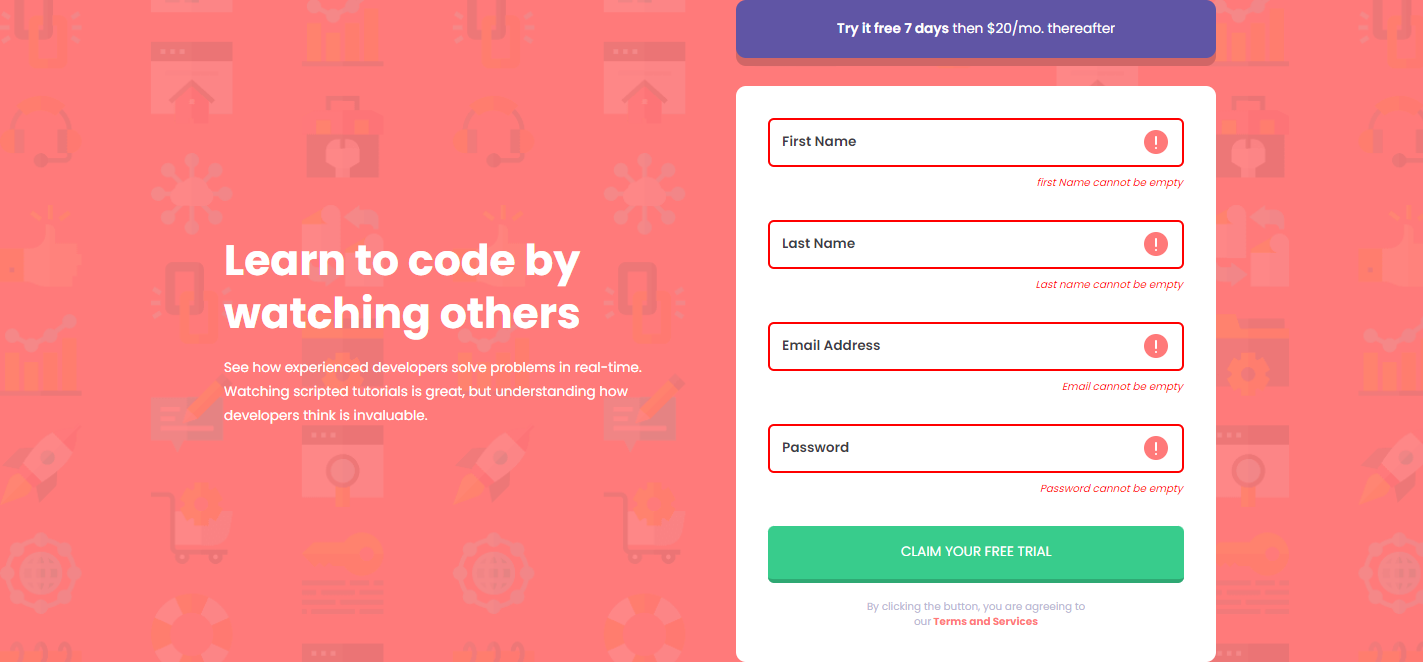 Learn to code by
watching others
See how experienced developers solve problems in real-time.
Watching scripted tutorials is great, but understanding how
developers think is invaluable.
Try it free 7 days then $20/mo. thereafter
First Name
first Name cannot be empty
Last Name
Last name cannot be empty
Email Address
Email cannot be empty
Password
Password cannot be empty
CLAIM YOUR FREE TRIAL
By clicking the button, you are agreeing to
our Terms and Services